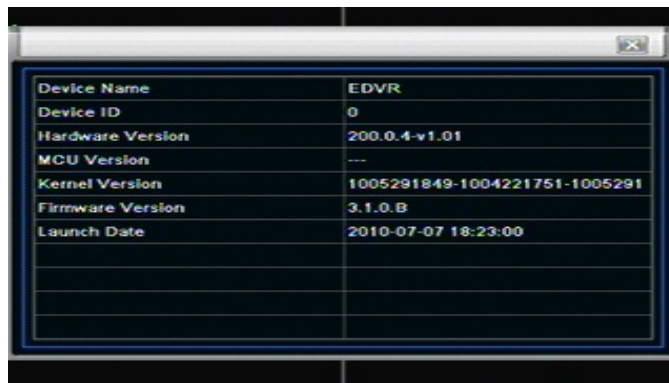 Device Name EDVR
Device ID 0
Hardware Version 200.0.4-v1.01
MCU Version ---
Kernel Version 1005291849-1004221751-1005291
Firmware Version 3.1.0.B
Launch Date 2010-07-07 18:23:00